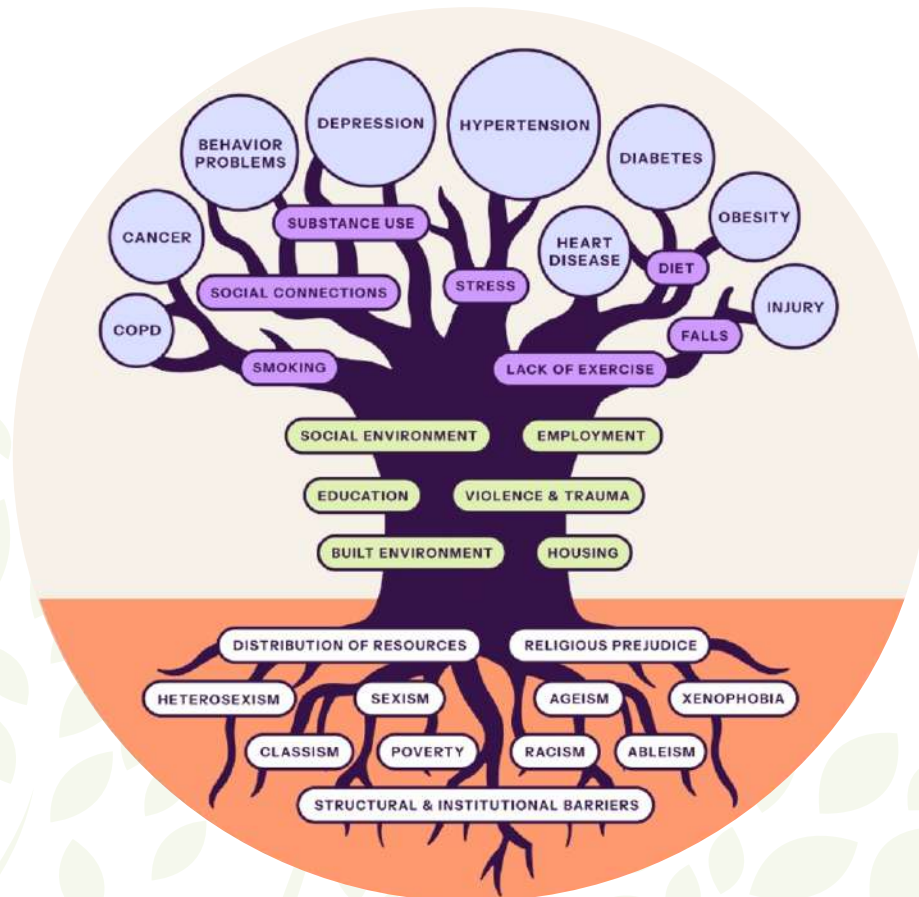 DEPRESSION
HYPERTENSION
BEHAVIOR
PROBLEMS
DIABETES
SUBSTANCE USE
OBESITY
CANCER
HEART
DISEASE
DIET
SOCIAL CONNECTIONS
STRESS
INJURY
COPD
FALLS
SMOKING
LACK OF EXERCISE
SOCIAL ENVIRONMENT
EMPLOYMENT
EDUCATION
VIOLENCE & TRAUMA
BUILT ENVIRONMENT
HOUSING
DISTRIBUTION OF RESOURCES
RELIGIOUS PREJUDICE
HETEROSEXISM
SEXISM
AGEISM
XENOPHOBIA
CLASSISM
POVERTY
RACISM
ABLEISM
STRUCTURAL & INSTITUTIONAL BARRIERS